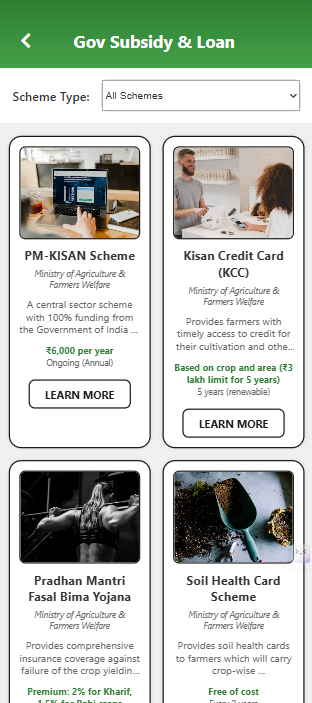 Gov Subsidy & Loan
Scheme Type:
All Schemes
PM-KISAN Scheme
Ministry of Agriculture &
Farmers Welfare
A central sector scheme
with 100% funding from
the Government of India ...
₹6,000 per year
Ongoing (Annual)
LEARN MORE
Kisan Credit Card
(KCC)
Ministry of Agriculture &
Farmers Welfare
Provides farmers with
timely access to credit for
their cultivation and othe...
Based on crop and area (₹3
lakh limit for 5 years)
5 years (renewable)
LEARN MORE
Pradhan Mantri
Fasal Bima Yojana
Ministry of Agriculture &
Farmers Welfare
Provides comprehensive
insurance coverage against
failure of the crop yieldin...
Premium: 2% for Kharif,
1.5% for Rabi crops
Soil Health Card
Scheme
Ministry of Agriculture &
Farmers Welfare
Provides soil health cards
to farmers which will carry
crop-wise ...
Free of cost